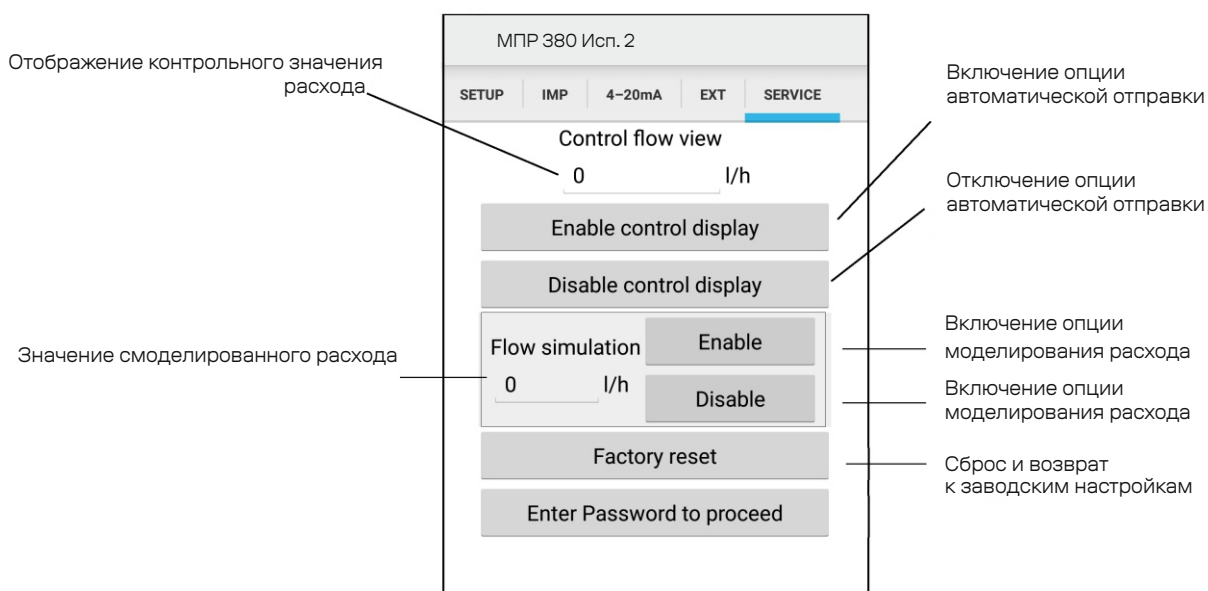 МПР 380 Исп. 2
Отображение контрольного значения
расхода
SETUP
IMP
4-20mA
EXT
SERVICE
Включение опции
автоматической отправки
Control flow view
0 l/h
Отключение опции
автоматической отправки
Enable control display
Disable control display
Значение смоделированного расхода
Flow simulation
0 l/h
Enable
Disable
Включение опции
моделирования расхода
Включение опции
моделирования расхода
Factory reset
Сброс и возврат
к заводским настройкам
Enter Password to proceed